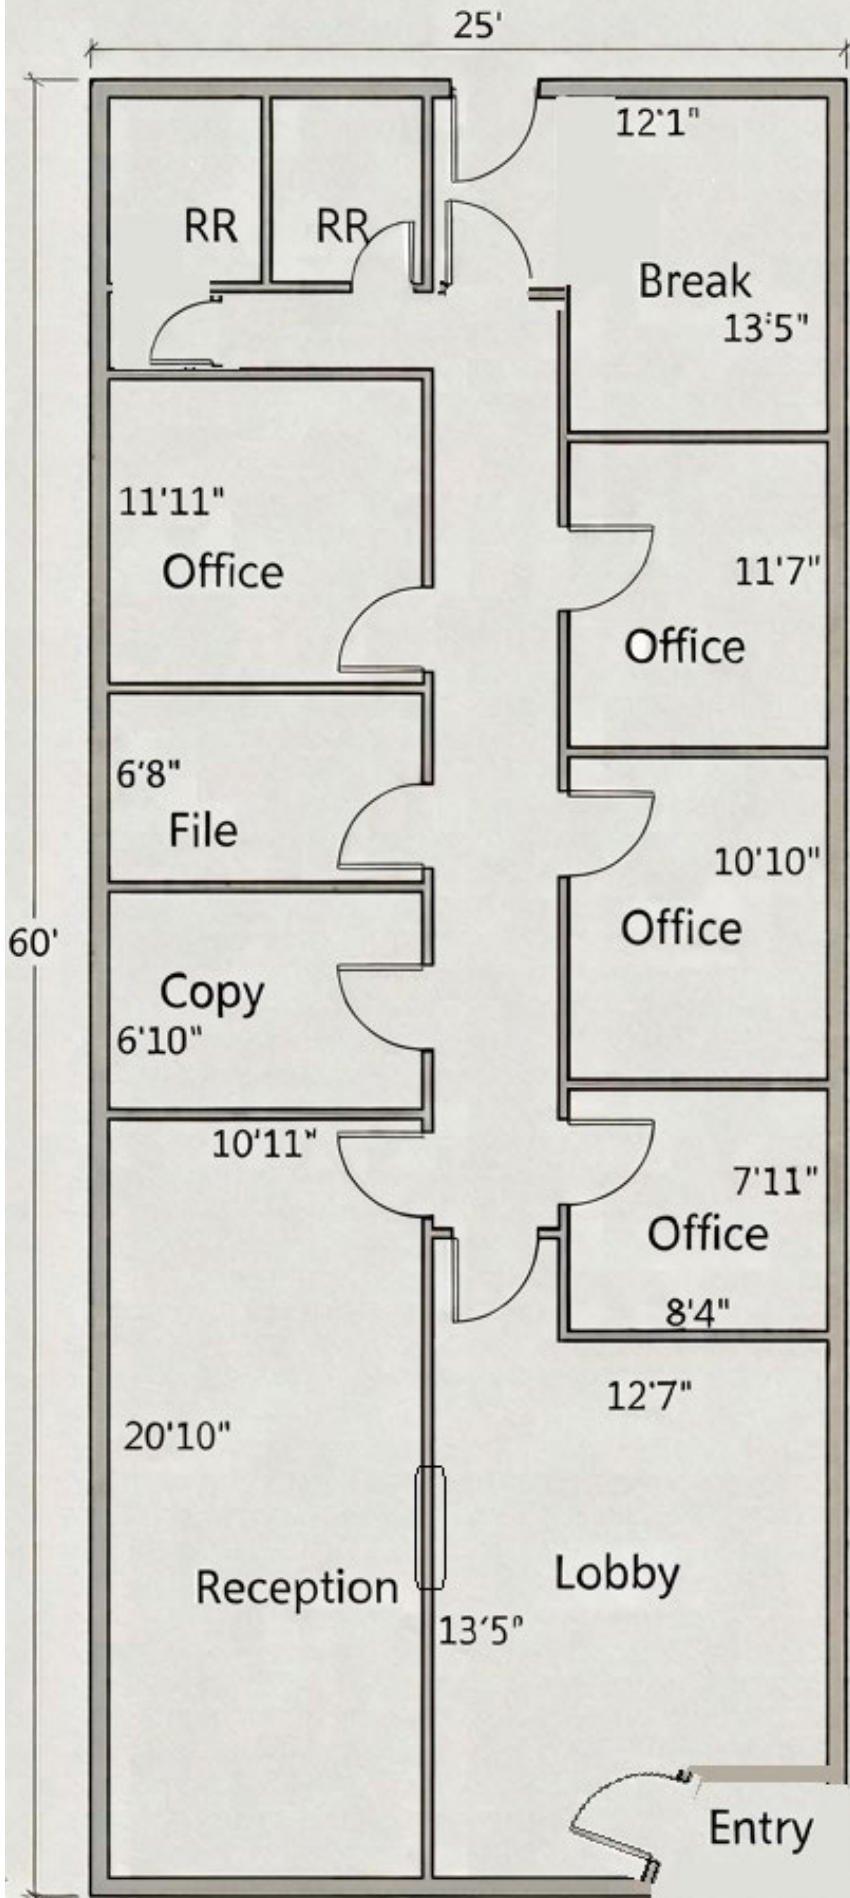 25'
12'1"
RR
RR
Break
13'5"
11'11"
Office
11'7"
Office
6'8"
File
10'10"
Office
60'
Copy
6'10"
10'11"
7'11"
Office
8'4"
12'7"
20'10"
Reception
Lobby
13'5"
Entry